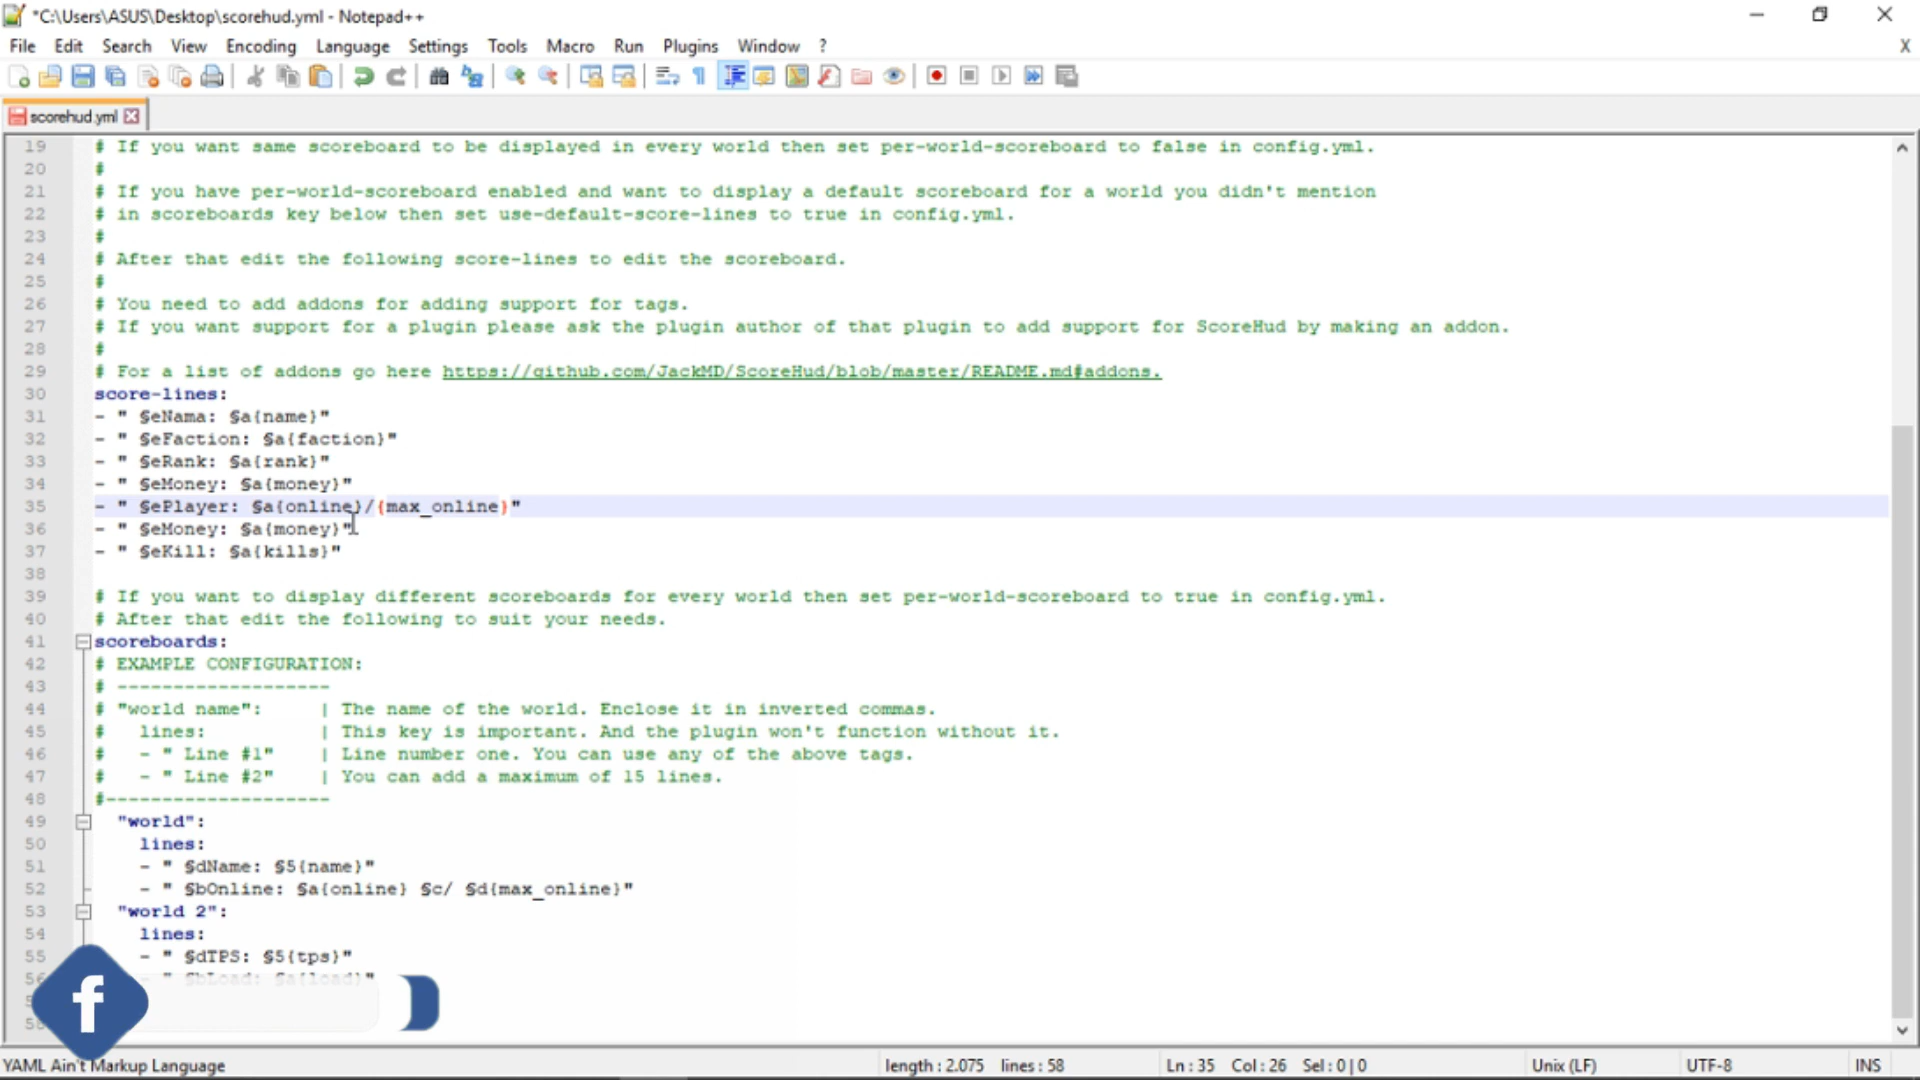 *C:\Users\ASUS\Desktop\scorehud.yml - Notepad++
File Edit Search View Encoding Language Settings Tools Macro Run Plugins Window ? X
scorehud.yml
19 # If you want same scoreboard to be displayed in every world then set per-world-scoreboard to false in config.yml.
20 #
21 # If you have per-world-scoreboard enabled and want to display a default scoreboard for a world you didn't mention
22 # in scoreboards key below then set use-default-score-lines to true in config.yml.
23 #
24 # After that edit the following score-lines to edit the scoreboard.
25 #
26 # You need to add addons for adding support for tags.
27 # If you want support for a plugin please ask the plugin author of that plugin to add support for ScoreHud by making an addon.
28 #
29 # For a list of addons go here https://github.com/JackMD/ScoreHud/blob/master/README.md#addons.
30 score-lines:
31 - " §eNama: §a{name}"
32 - " §eFaction: §a{faction}"
33 - " §eRank: §a{rank}"
34 - " §eMoney: §a{money}"
35 - " §ePlayer: §a{online}/{max_online}"
36 - " §eMoney: §a{money}"
37 - " §eKill: §a{kills}"
38
39 # If you want to display different scoreboards for every world then set per-world-scoreboard to true in config.yml.
40 # After that edit the following to suit your needs.
41 scoreboards:
42 # EXAMPLE CONFIGURATION:
43 # -------------------
44 # "world name": | The name of the world. Enclose it in inverted commas.
45 # lines: | This key is important. And the plugin won't function without it.
46 # - " Line #1" | Line number one. You can use any of the above tags.
47 # - " Line #2" | You can add a maximum of 15 lines.
48 #--------------------
49 "world":
50 lines:
51 - " §dName: §5{name}"
52 - " §bOnline: §a{online} §c/ §d{max_online}"
53 "world 2":
54 lines:
55 - " §dTPS: §5{tps}"
56 - " §bLoad: §a{load}"
f
YAML Ain't Markup Language length : 2.075 lines : 58 Ln : 35 Col : 26 Sel : 0 | 0 Unix (LF) UTF-8 INS